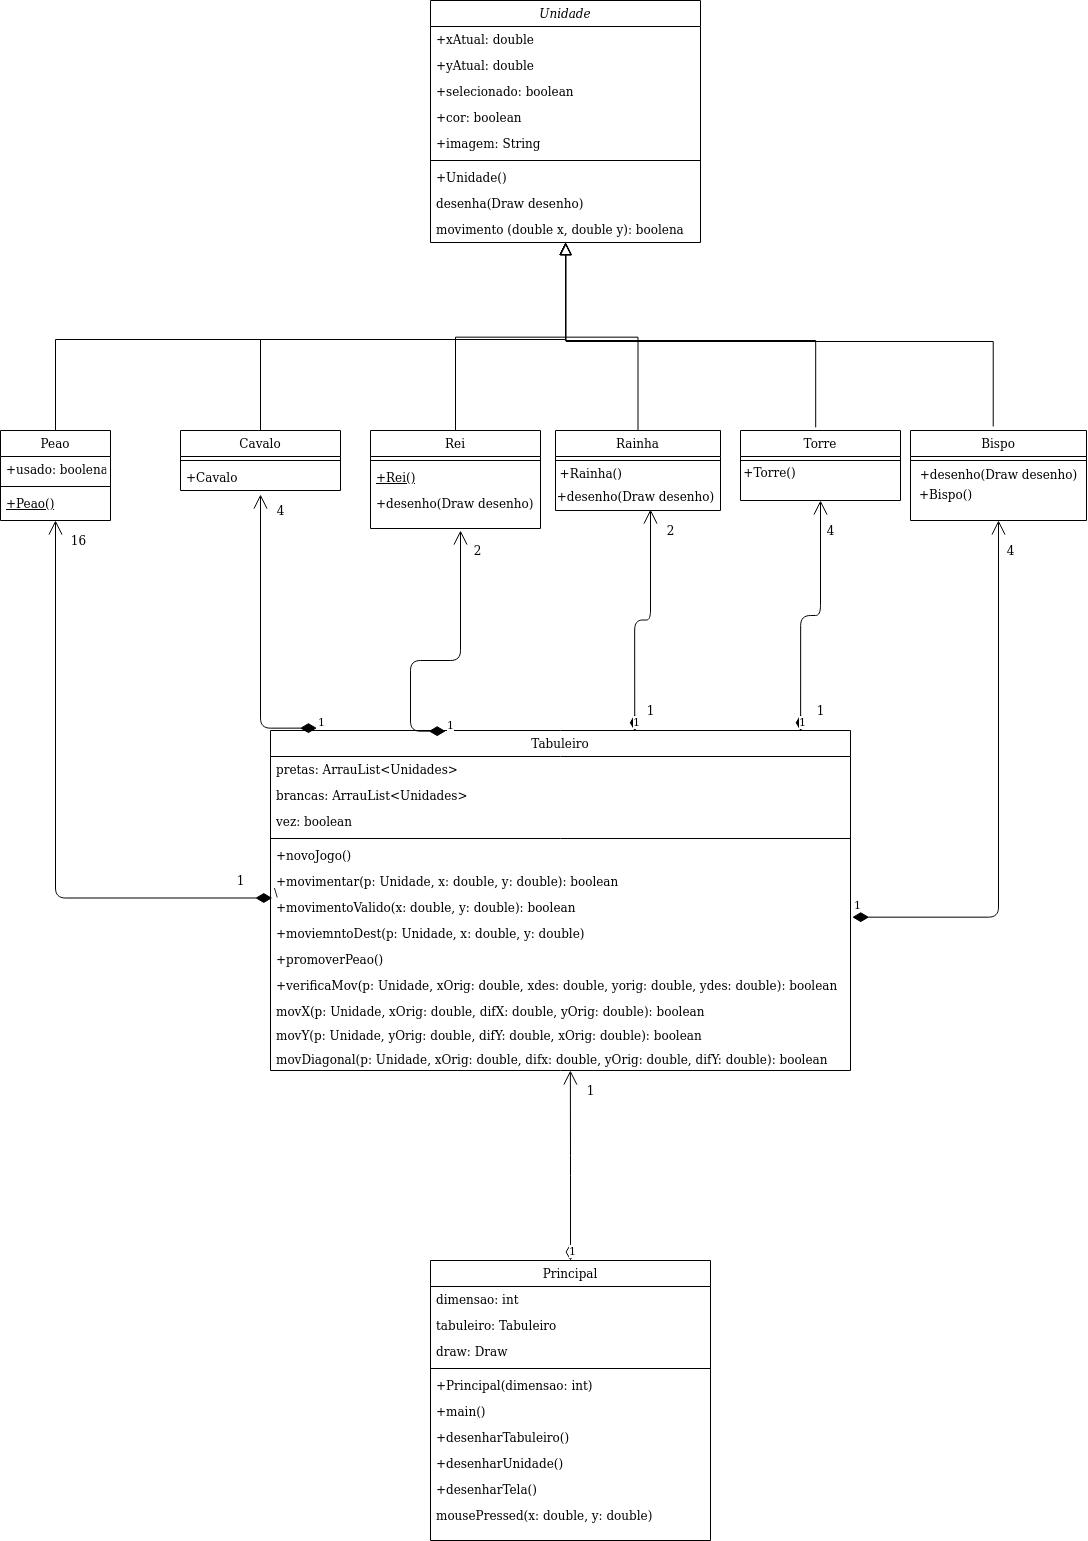 Unidade
+xAtual: double
+yAtual: double
+selecionado: boolean
+cor: boolean
+imagem: String
+Unidade()
desenha(Draw desenho)
movimento (double x, double y): boolena
Peao
+usado: boolena
+Peao()
Cavalo
+Cavalo
Rei
+Rei()
+desenho(Draw desenho)
Rainha
+Rainha()
+desenho(Draw desenho)
Torre
+Torre()
Bispo
+desenho(Draw desenho)
+Bispo()
16
4
2
2
4
4
1
1
1
1
1
1
1
1
1
\
Tabuleiro
pretas: ArrauList<Unidades>
brancas: ArrauList<Unidades>
vez: boolean
+novoJogo()
+movimentar(p: Unidade, x: double, y: double): boolean
+movimentoValido(x: double, y: double): boolean
+moviemntoDest(p: Unidade, x: double, y: double)
+promoverPeao()
+verificaMov(p: Unidade, xOrig: double, xdes: double, yorig: double, ydes: double): boolean
movX(p: Unidade, xOrig: double, difX: double, yOrig: double): boolean
movY(p: Unidade, yOrig: double, difY: double, xOrig: double): boolean
movDiagonal(p: Unidade, xOrig: double, difx: double, yOrig: double, difY: double): boolean
1
1
Principal
dimensao: int
tabuleiro: Tabuleiro
draw: Draw
+Principal(dimensao: int)
+main()
+desenharTabuleiro()
+desenharUnidade()
+desenharTela()
mousePressed(x: double, y: double)